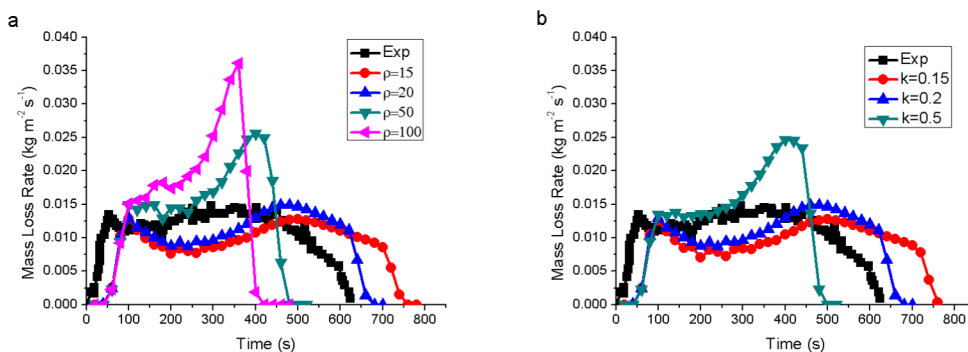 a
Mass Loss Rate (kg m⁻² s⁻¹)
0.040
0.035
0.030
0.025
0.020
0.015
0.010
0.005
0.000
Exp
ρ=15
ρ=20
ρ=50
ρ=100
0 100 200 300 400 500 600 700 800
Time (s)
b
Mass Loss Rate (kg m⁻² s⁻¹)
0.040
0.035
0.030
0.025
0.020
0.015
0.010
0.005
0.000
Exp
k=0.15
k=0.2
k=0.5
0 100 200 300 400 500 600 700 800
Time (s)